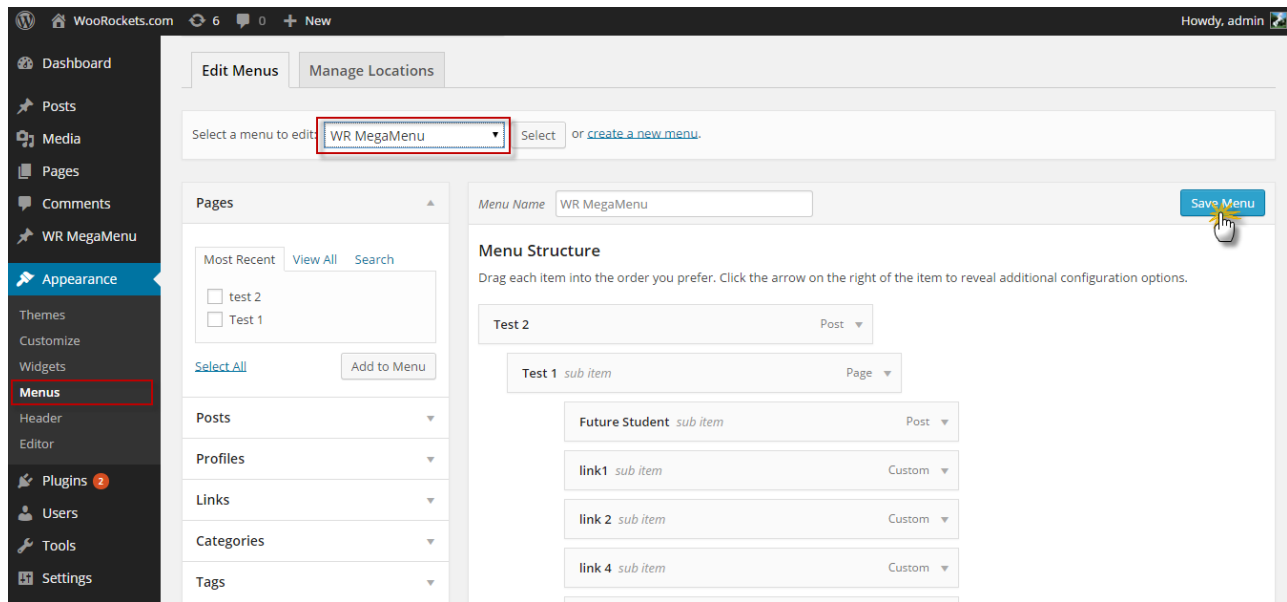 WooRockets.com 6 0 + New Howdy, admin
Dashboard
Posts
Media
Pages
Comments
WR MegaMenu
Appearance
Themes
Customize
Widgets
Menus
Header
Editor
Plugins 2
Users
Tools
Settings
Edit Menus Manage Locations
Select a menu to edit: WR MegaMenu Select or create a new menu.
Pages
Most Recent View All Search
test 2
Test 1
Select All Add to Menu
Posts
Profiles
Links
Categories
Tags
Menu Name WR MegaMenu Save Menu
Menu Structure
Drag each item into the order you prefer. Click the arrow on the right of the item to reveal additional configuration options.
Test 2 Post
Test 1 sub item Page
Future Student sub item Post
link1 sub item Custom
link 2 sub item Custom
link 4 sub item Custom